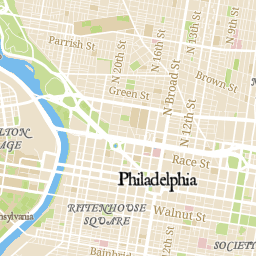 Parrish St
N 20th St
N 16th St
N 13th St
N 9th St
Brown St
Green St
N Broad St
N 12th St
LTON
AGE
Race St
Philadelphia
RITTENHOUSE
SQUARE
Walnut St
nsylvania
S 12th St
Bainbrid
SOCIETY